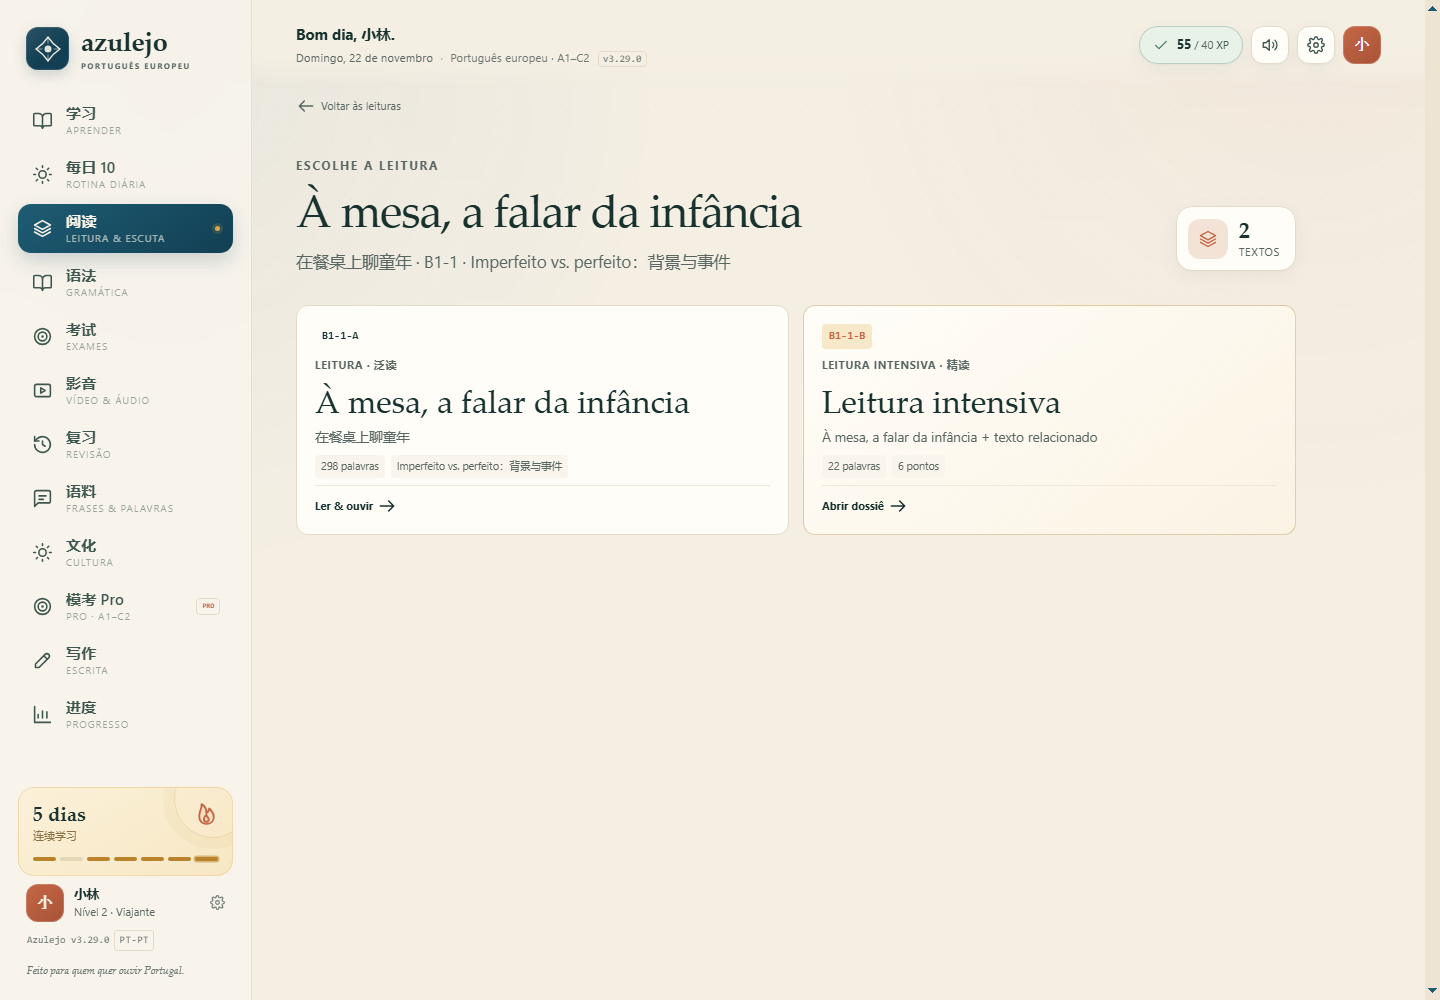 azulejo
PORTUGUÊS EUROPEU
学习
APRENDER
每日 10
ROTINA DIÁRIA
阅读
LEITURA & ESCUTA
语法
GRAMÁTICA
考试
EXAMES
影音
VÍDEO & ÁUDIO
复习
REVISÃO
语料
FRASES & PALAVRAS
文化
CULTURA
模考 Pro
PRO · A1–C2
PRO
写作
ESCRITA
进度
PROGRESSO
5 dias
连续学习
小
小林
Nível 2 · Viajante
Azulejo v3.29.0 PT-PT
Feito para quem quer ouvir Portugal.
Bom dia, 小林.
Domingo, 22 de novembro · Português europeu · A1–C2 v3.29.0
55 / 40 XP
小
Voltar às leituras
ESCOLHE A LEITURA
À mesa, a falar da infância
在餐桌上聊童年 · B1-1 · Imperfeito vs. perfeito：背景与事件
2
TEXTOS
B1-1-A
LEITURA · 泛读
À mesa, a falar da infância
在餐桌上聊童年
298 palavras Imperfeito vs. perfeito：背景与事件
Ler & ouvir
B1-1-B
LEITURA INTENSIVA · 精读
Leitura intensiva
À mesa, a falar da infância + texto relacionado
22 palavras 6 pontos
Abrir dossiê